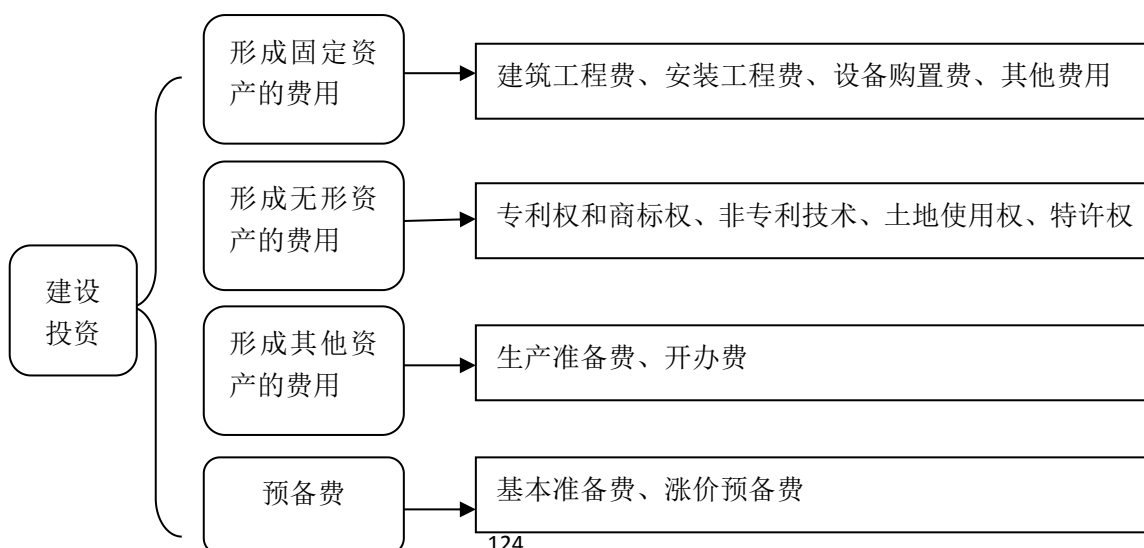 建设
投资
形成固定资
产的费用
建筑工程费、安装工程费、设备购置费、其他费用
形成无形资
产的费用
专利权和商标权、非专利技术、土地使用权、特许权
形成其他资
产的费用
生产准备费、开办费
预备费
基本准备费、涨价预备费
124